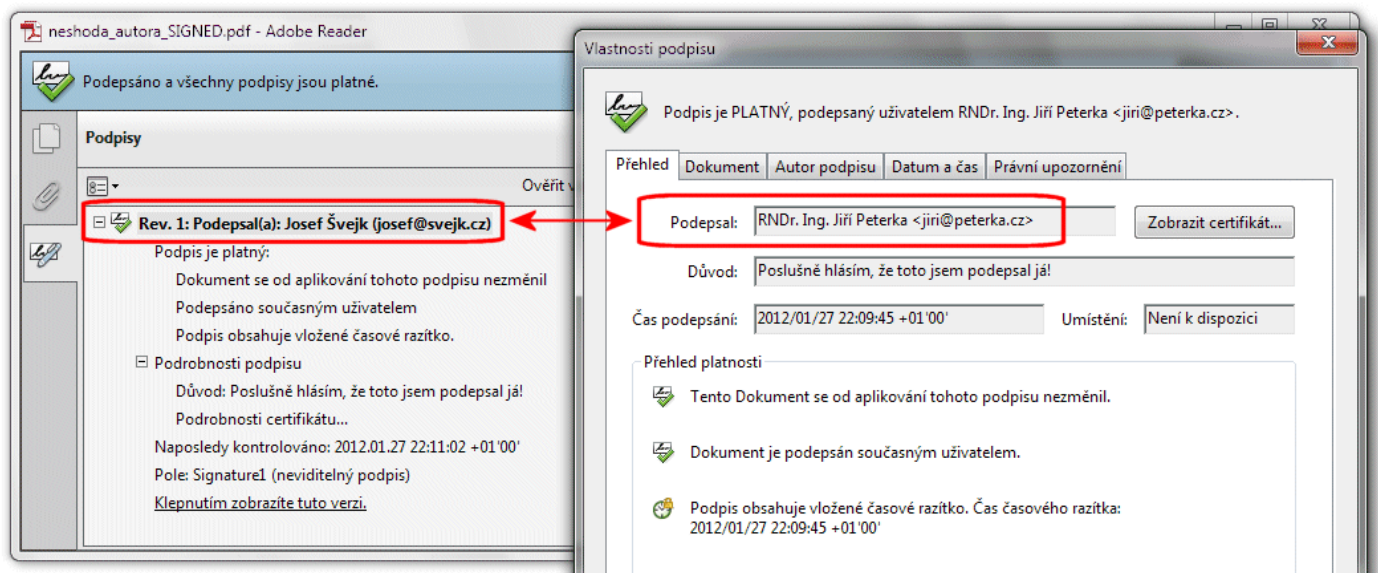 neshoda_autora_SIGNED.pdf - Adobe Reader
Podepsáno a všechny podpisy jsou platné.
Podpisy
Ověřit
Rev. 1: Podepsal(a): Josef Švejk (josef@svejk.cz)
Podpis je platný:
Dokument se od aplikování tohoto podpisu nezměnil
Podepsáno současným uživatelem
Podpis obsahuje vložené časové razítko.
Podrobnosti podpisu
Důvod: Poslušně hlásím, že toto jsem podepsal já!
Podrobnosti certifikátu...
Naposledy kontrolováno: 2012.01.27 22:11:02 +01'00'
Pole: Signature1 (neviditelný podpis)
Klepnutím zobrazíte tuto verzi.
Vlastnosti podpisu
Podpis je PLATNÝ, podepsaný uživatelem RNDr. Ing. Jiří Peterka <jiri@peterka.cz>.
Přehled Dokument Autor podpisu Datum a čas Právní upozornění
Podepsal: RNDr. Ing. Jiří Peterka <jiri@peterka.cz> Zobrazit certifikát...
Důvod: Poslušně hlásím, že toto jsem podepsal já!
Čas podepsání: 2012/01/27 22:09:45 +01'00' Umístění: Není k dispozici
Přehled platnosti
Tento Dokument se od aplikování tohoto podpisu nezměnil.
Dokument je podepsán současným uživatelem.
Podpis obsahuje vložené časové razítko. Čas časového razítka:
2012/01/27 22:09:45 +01'00'